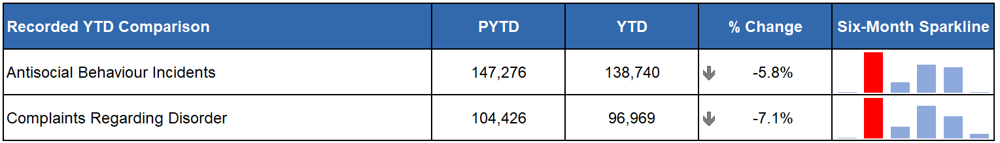 Recorded YTD Comparison PYTD YTD % Change Six-Month Sparkline
Antisocial Behaviour Incidents 147,276 138,740 -5.8%
Complaints Regarding Disorder 104,426 96,969 -7.1%